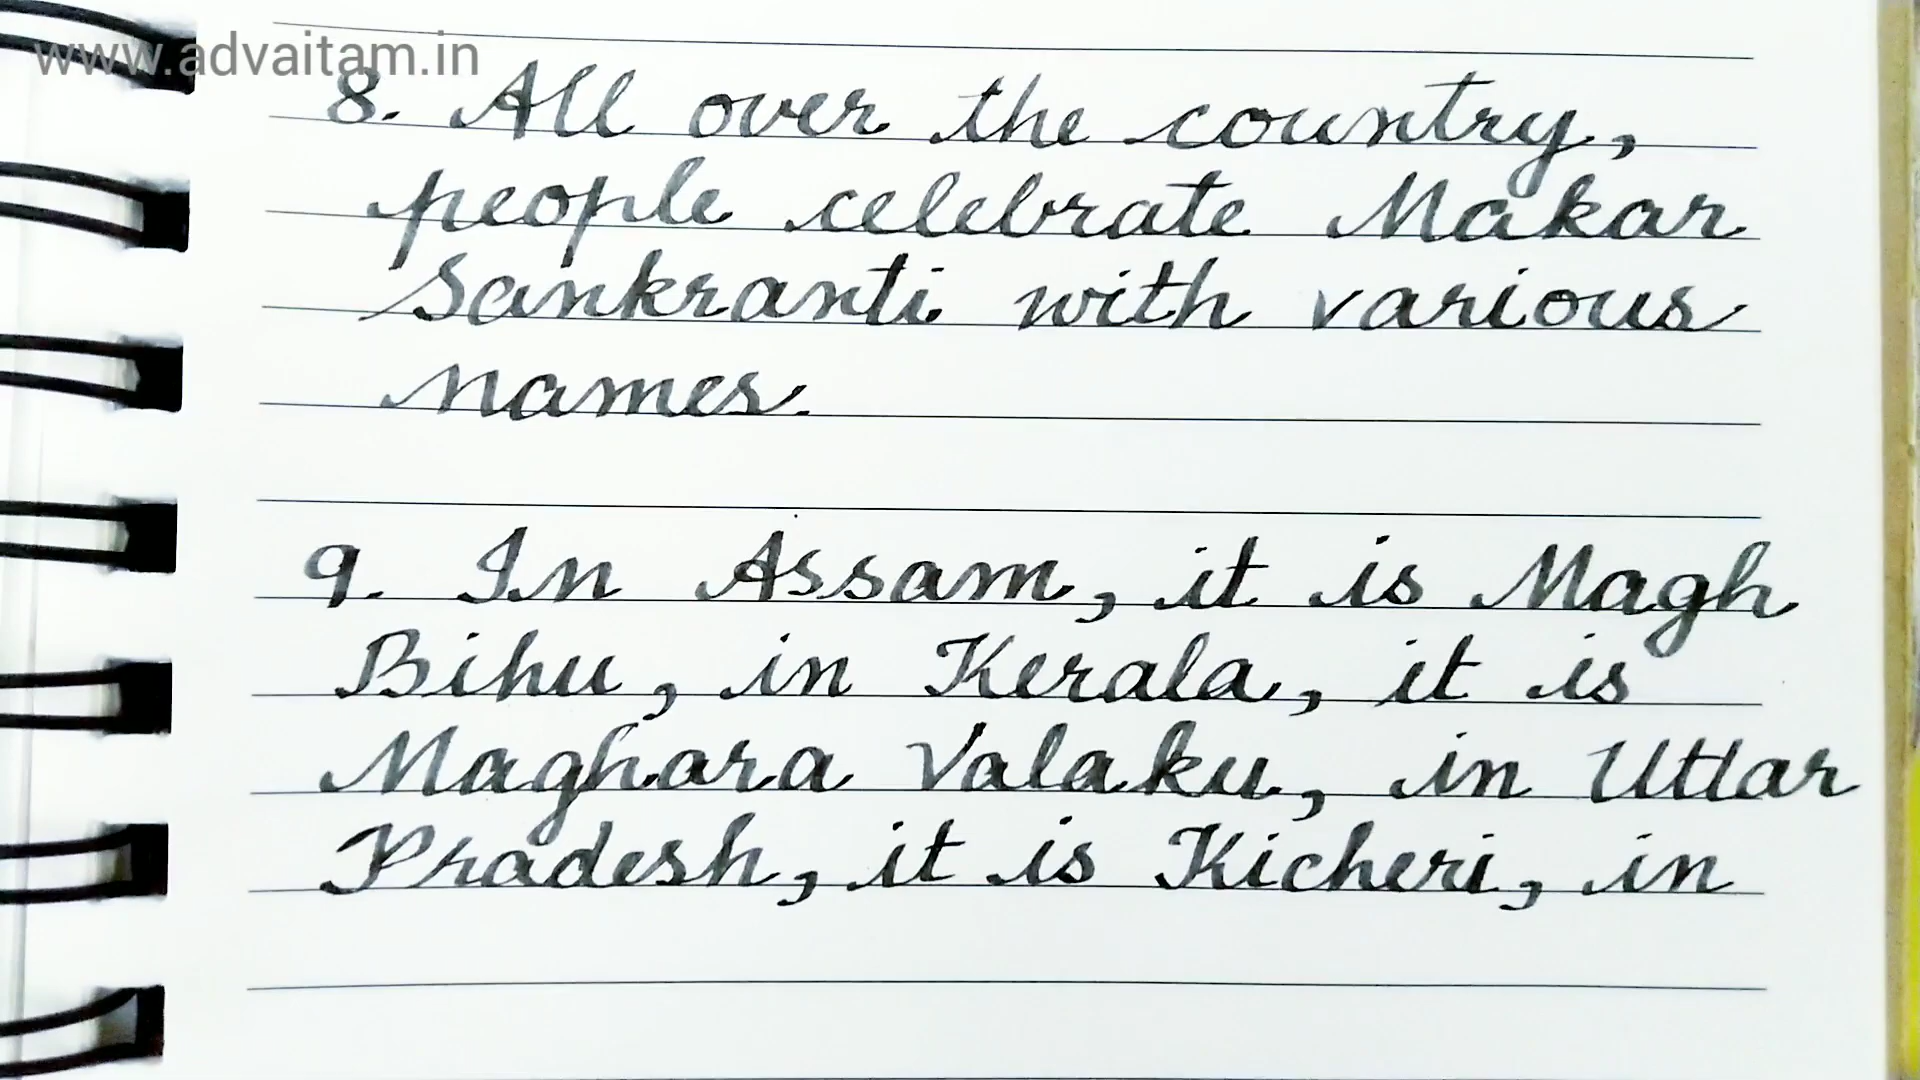 www.advaitam.in
8. All over the country,
people celebrate Makar
Sankranti with various
names.
9. In Assam, it is Magh
Bihu, in Kerala, it is
Maghara Valaku, in Uttar
Pradesh, it is Kicheri, in